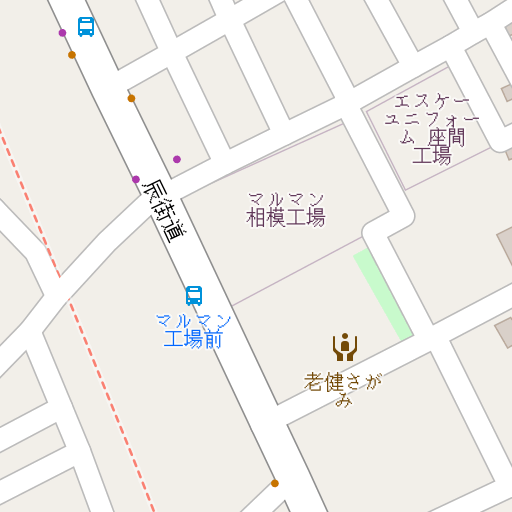 エスケー
ユニフォー
ム 座間
工場
マルマン
相模工場
辰街道
マルマン
工場前
老健さが
み